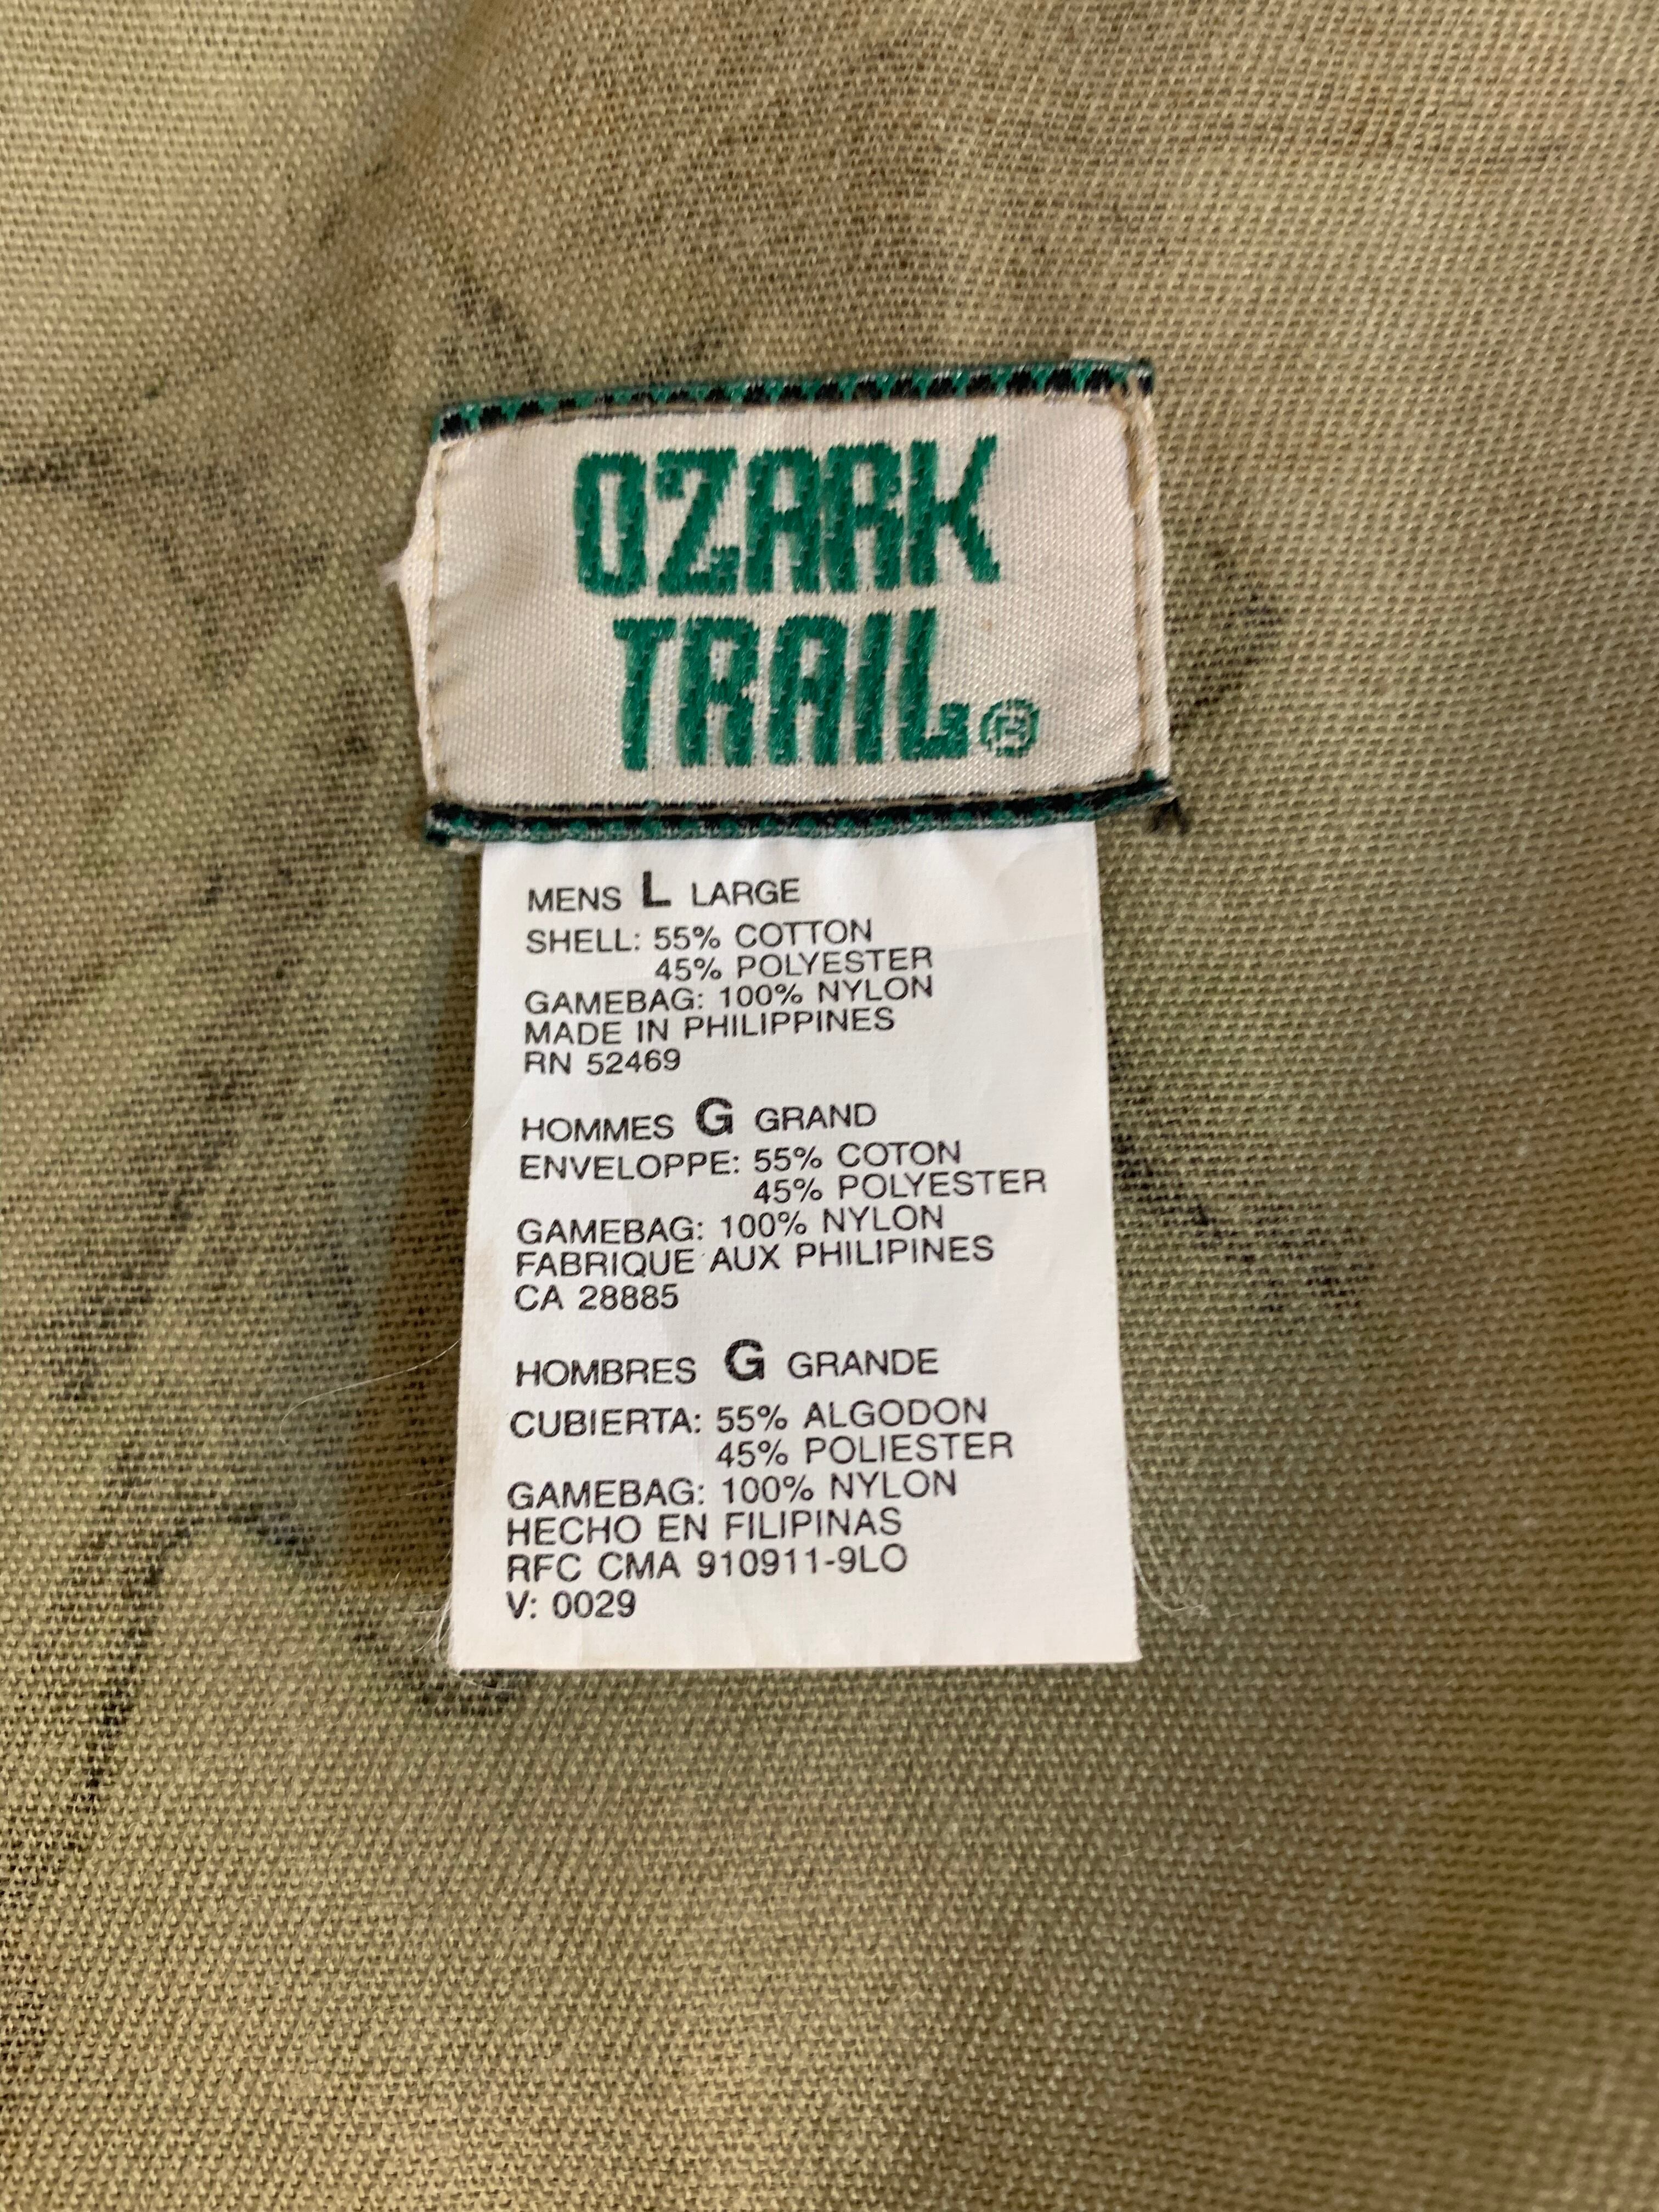 OZARK
TRAIL®
MENS L LARGE
SHELL: 55% COTTON
45% POLYESTER
GAMEBAG: 100% NYLON
MADE IN PHILIPPINES
RN 52469
HOMMES G GRAND
ENVELOPPE: 55% COTON
45% POLYESTER
GAMEBAG: 100% NYLON
FABRIQUE AUX PHILIPINES
CA 28885
HOMBRES G GRANDE
CUBIERTA: 55% ALGODON
45% POLIESTER
GAMEBAG: 100% NYLON
HECHO EN FILIPINAS
RFC CMA 910911-9LO
V: 0029